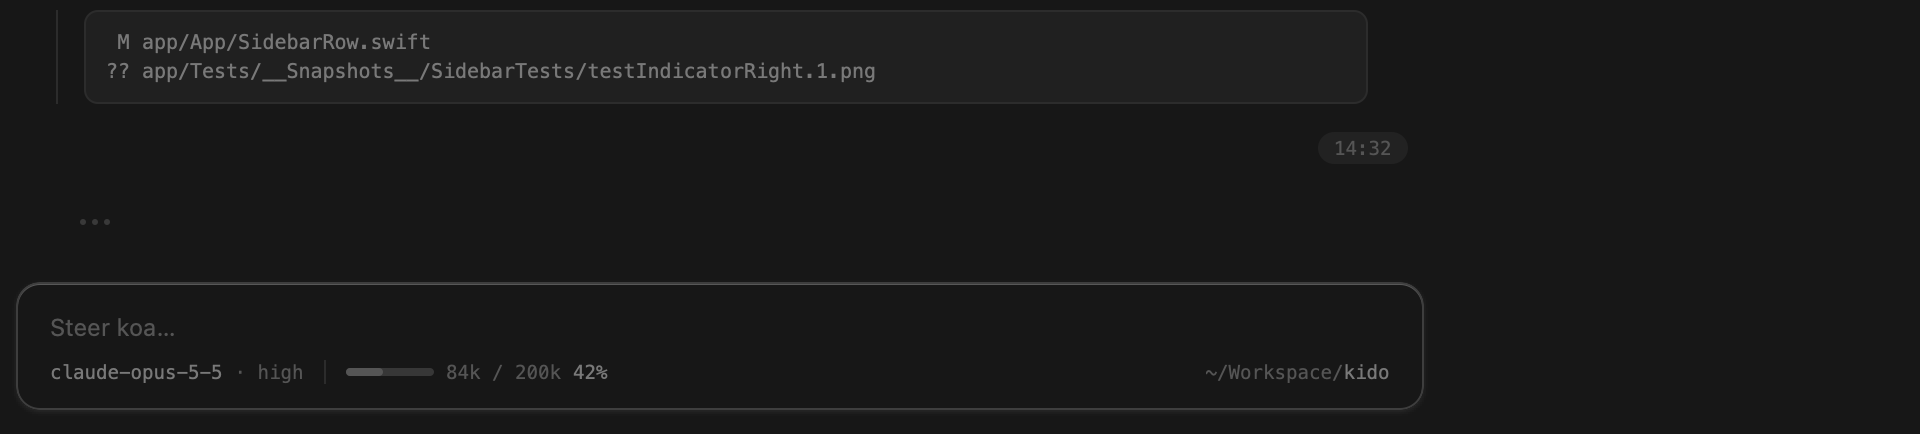 M app/App/SidebarRow.swift
?? app/Tests/__Snapshots__/SidebarTests/testIndicatorRight.1.png
14:32
Steer koa...
claude-opus-5-5 · high | 84k / 200k 42% ~/Workspace/kido